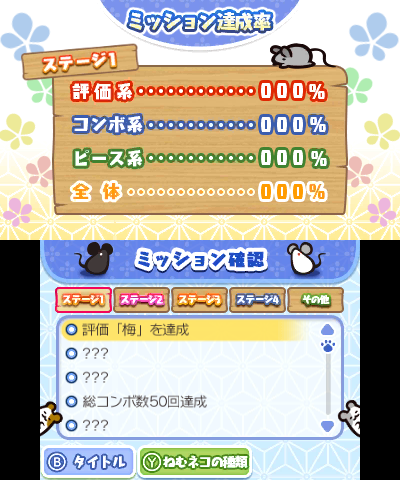 ミッション達成率
ステージ1
評価系・・・・・・・・・・・・000%
コンボ系・・・・・・・・・・・000%
ピース系・・・・・・・・・・・000%
全体・・・・・・・・・・・・・000%
ミッション確認
ステージ1 ステージ2 ステージ3 ステージ4 その他
評価「梅」を達成
???
???
総コンボ数50回達成
???
Ⓑ タイトル Ⓨ ねむネコの種類